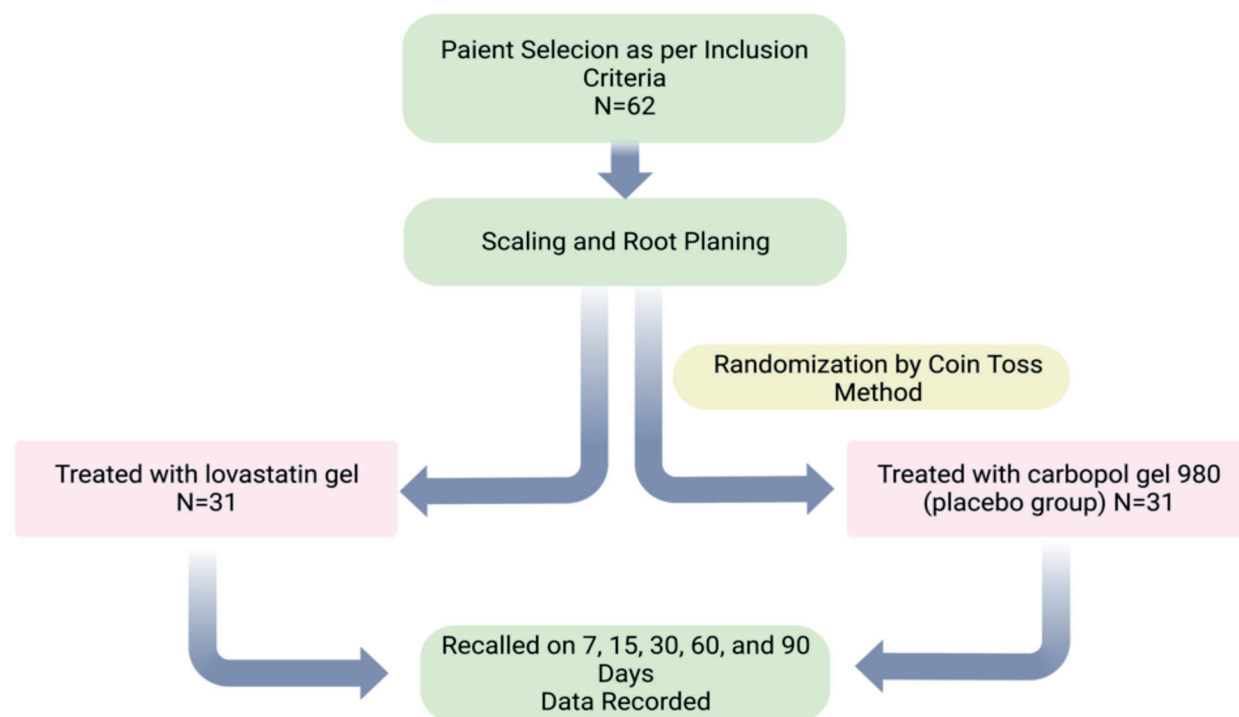 Paient Selecion as per Inclusion
Criteria
N=62
Scaling and Root Planing
Randomization by Coin Toss
Method
Treated with lovastatin gel
N=31
Treated with carbopol gel 980
(placebo group) N=31
Recalled on 7, 15, 30, 60, and 90
Days
Data Recorded